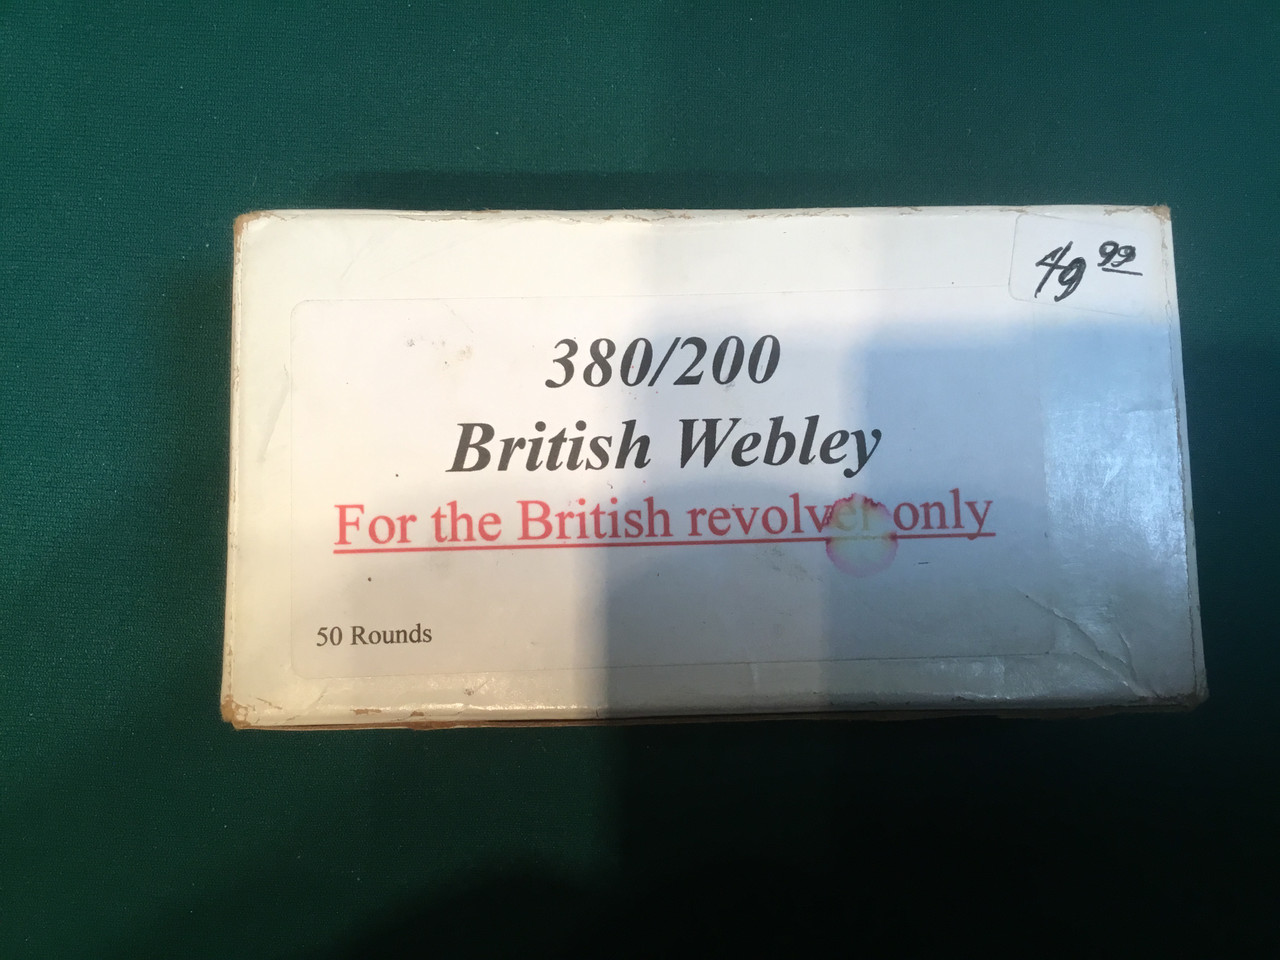 49 99
380/200
British Webley
For the British revolver only
50 Rounds